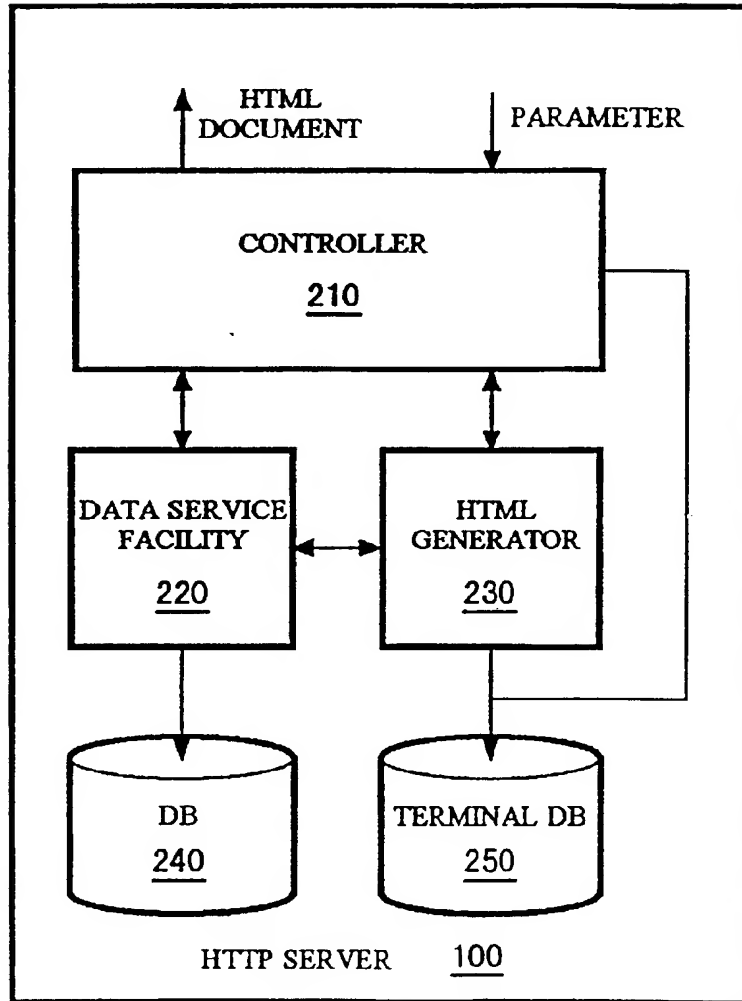 HTML
DOCUMENT
PARAMETER
CONTROLLER
210
DATA SERVICE
FACILITY
220
HTML
GENERATOR
230
DB
240
TERMINAL DB
250
HTTP SERVER 100